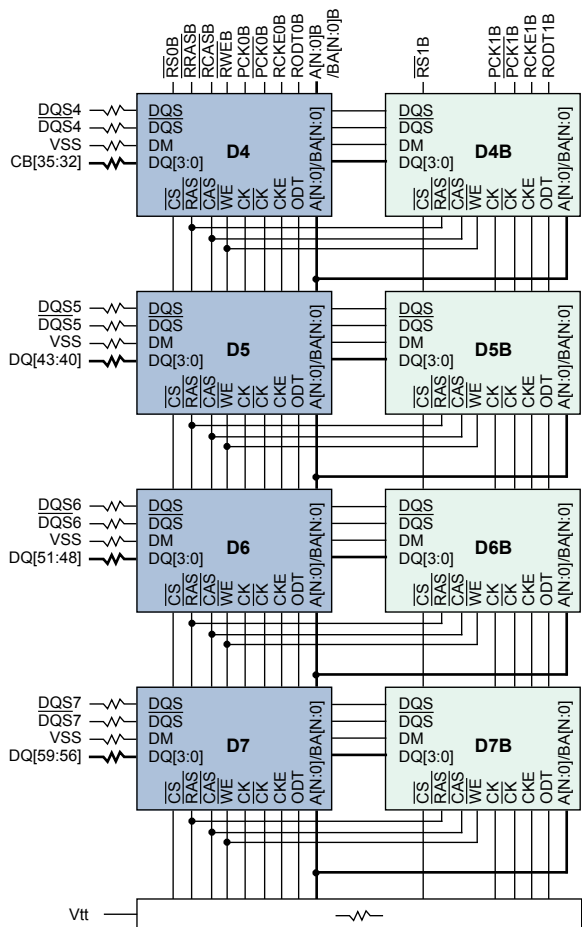 RS0B
RRASB
RCASB
RWEB
PCK0B
PCK0B
RCKE0B
RODT0B
A[N:0]B
/BA[N:0]B
RS1B
PCK1B
PCK1B
RCKE1B
RODT1B
DQS4
DQS4
VSS
CB[35:32]
DQS
DQS
DM
DQ[3:0]
D4
CS
RAS
CAS
WE
CK
CK
CKE
ODT
A[N:0]/BA[N:0]
DQS
DQS
DM
DQ[3:0]
D4B
CS
RAS
CAS
WE
CK
CK
CKE
ODT
A[N:0]/BA[N:0]
DQS5
DQS5
VSS
DQ[43:40]
DQS
DQS
DM
DQ[3:0]
D5
CS
RAS
CAS
WE
CK
CK
CKE
ODT
A[N:0]/BA[N:0]
DQS
DQS
DM
DQ[3:0]
D5B
CS
RAS
CAS
WE
CK
CK
CKE
ODT
A[N:0]/BA[N:0]
DQS6
DQS6
VSS
DQ[51:48]
DQS
DQS
DM
DQ[3:0]
D6
CS
RAS
CAS
WE
CK
CK
CKE
ODT
A[N:0]/BA[N:0]
DQS
DQS
DM
DQ[3:0]
D6B
CS
RAS
CAS
WE
CK
CK
CKE
ODT
A[N:0]/BA[N:0]
DQS7
DQS7
VSS
DQ[59:56]
DQS
DQS
DM
DQ[3:0]
D7
CS
RAS
CAS
WE
CK
CK
CKE
ODT
A[N:0]/BA[N:0]
DQS
DQS
DM
DQ[3:0]
D7B
CS
RAS
CAS
WE
CK
CK
CKE
ODT
A[N:0]/BA[N:0]
Vtt